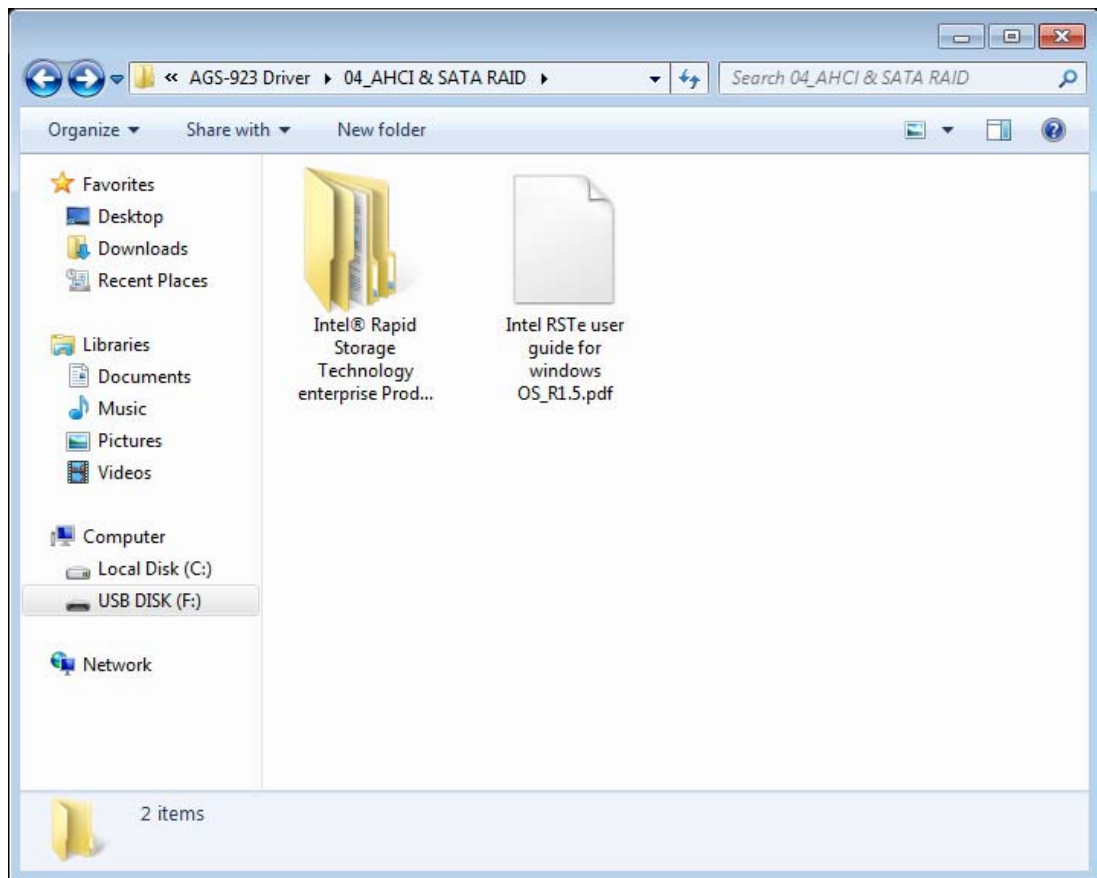 « AGS-923 Driver 04_AHCI & SATA RAID
Search 04_AHCI & SATA RAID
Organize
Share with
New folder
Favorites
Desktop
Downloads
Recent Places
Libraries
Documents
Music
Pictures
Videos
Computer
Local Disk (C:)
USB DISK (F:)
Network
Intel® Rapid
Storage
Technology
enterprise Prod...
Intel RSTe user
guide for
windows
OS_R1.5.pdf
2 items